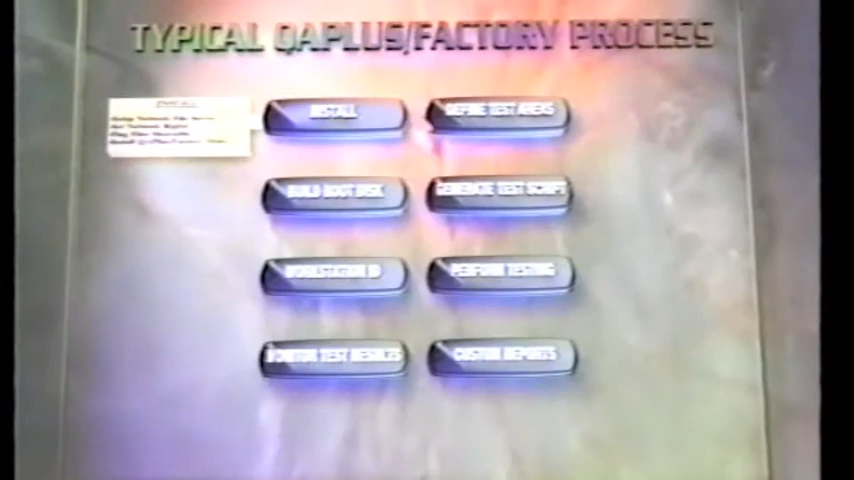 TYPICAL QAPLUS/FACTORY PROCESS
INSTALL
INSTALL
DEFINE TEST AREAS
BUILD BOOT DISK
GENERATE TEST SCRIPT
WORKSTATION ID
PERFORM TESTING
MONITOR TEST RESULTS
CUSTOM REPORTS